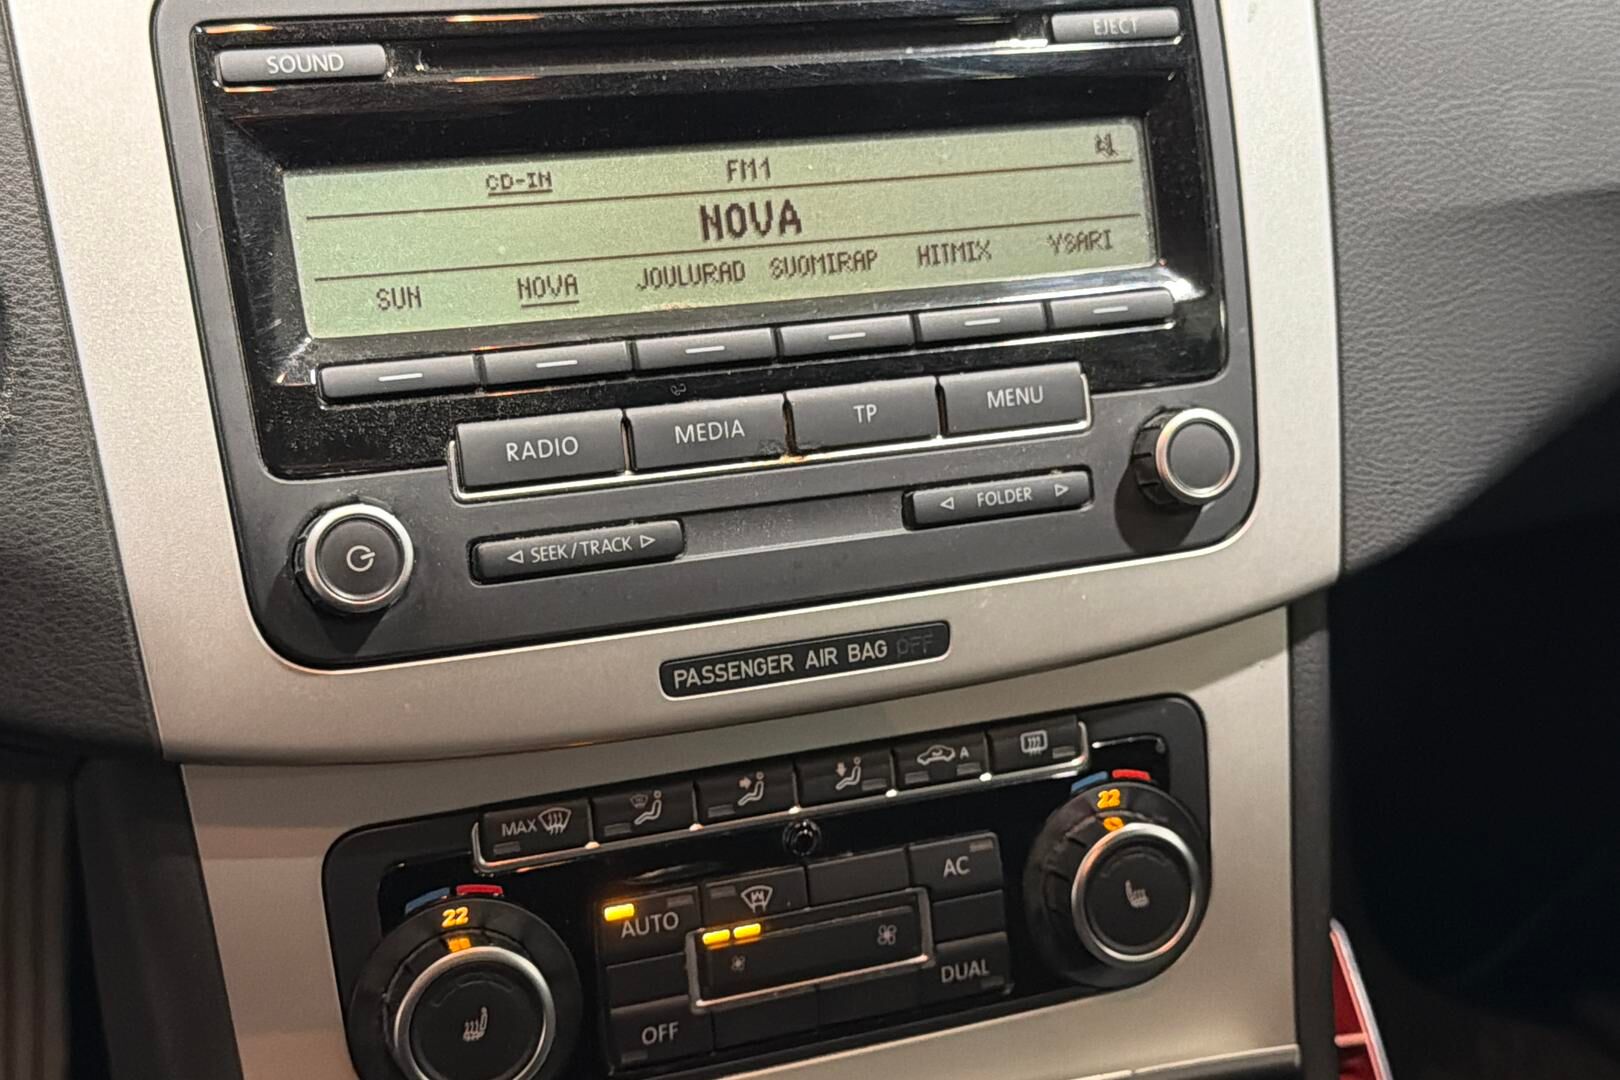 SOUND
EJECT
CD-IN FM1
NOVA
SUN NOVA JOULURAD SUOMIRAP HITMIX YSARI
RADIO MEDIA TP MENU
SEEK/TRACK FOLDER
PASSENGER AIR BAG OFF
MAX A
22
22
AUTO AC
DUAL
OFF